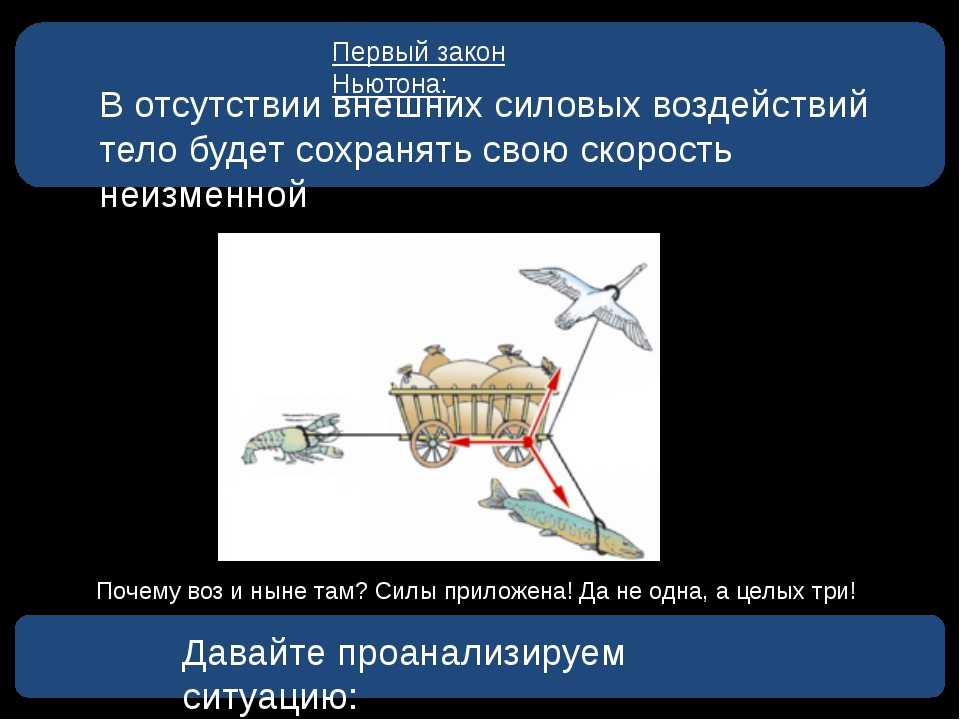 Первый закон
Ньютона:
В отсутствии внешних силовых воздействий
тело будет сохранять свою скорость
неизменной
Почему воз и ныне там? Силы приложена! Да не одна, а целых три!
Давайте проанализируем
ситуацию: